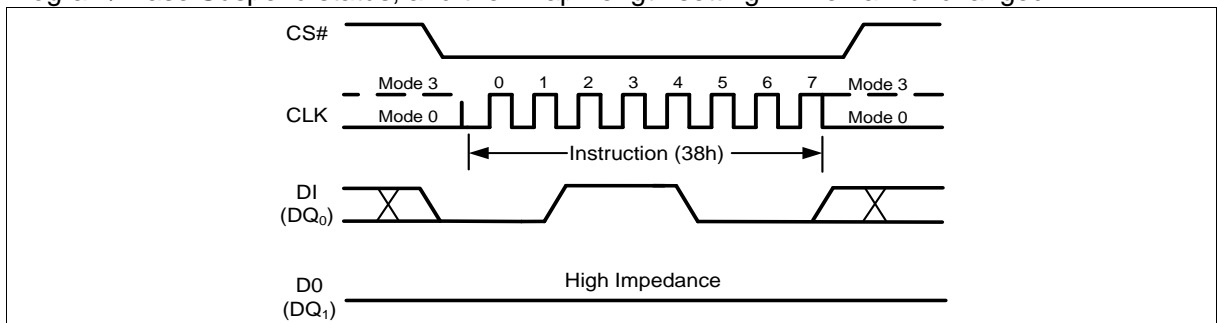 CS#
Mode 3 0 1 2 3 4 5 6 7 Mode 3
CLK Mode 0 Mode 0
Instruction (38h)
DI
(DQ0)
High Impedance
D0
(DQ1)